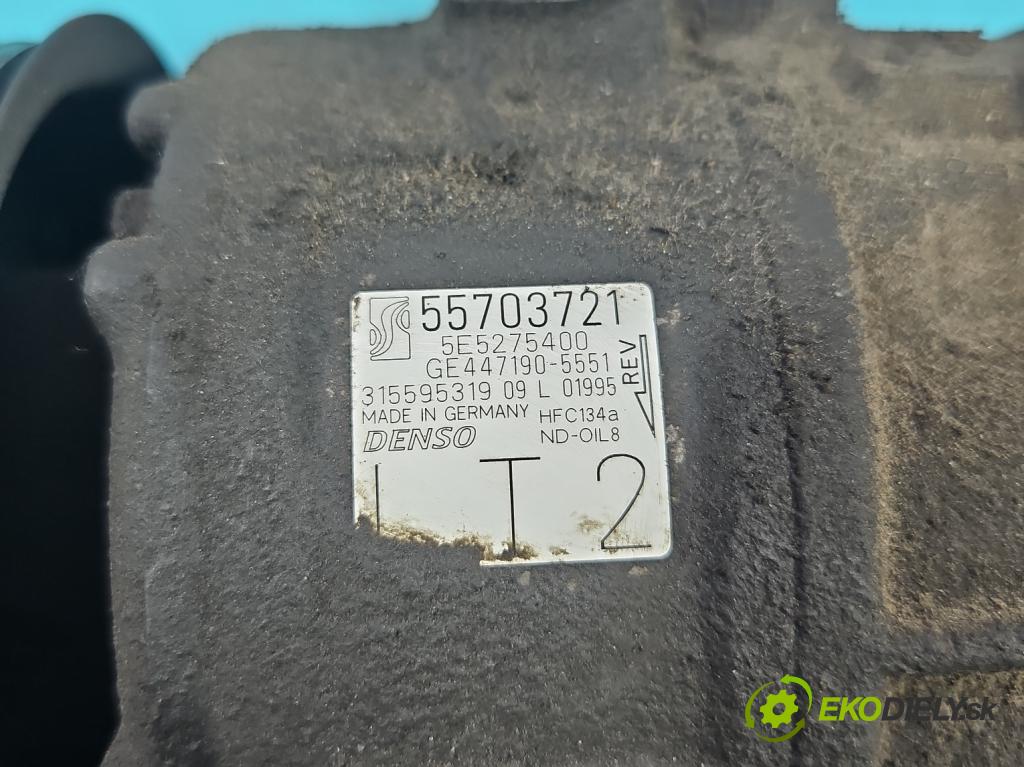 55703721
5E5275400
GE447190-5551
REV
315595319 09 L 01995
MADE IN GERMANY HFC134a
DENSO ND-OIL8
T 2
EKODIELY.sk